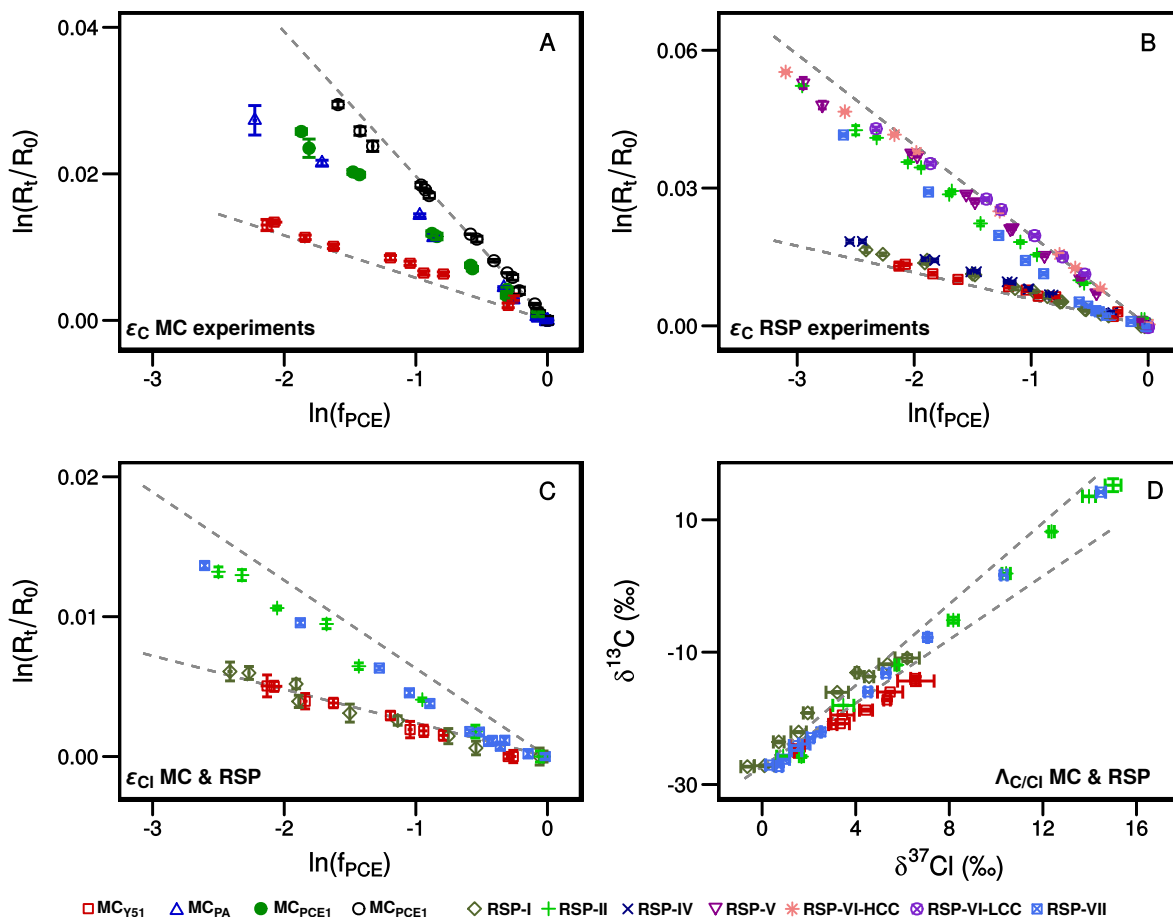 A
ln(Rt/R0)
0.04
0.02
0.00
εC MC experiments
-3 -2 -1 0
ln(fPCE)
B
ln(Rt/R0)
0.06
0.03
0.00
εC RSP experiments
-3 -2 -1 0
ln(fPCE)
C
ln(Rt/R0)
0.02
0.01
0.00
εCl MC & RSP
-3 -2 -1 0
ln(fPCE)
D
δ13C (‰)
10
-10
-30
ΛC/Cl MC & RSP
0 4 8 12 16
δ37Cl (‰)
MCY51 MCPA MCPCE1 MCPCE1 RSP-I RSP-II RSP-IV RSP-V RSP-VI-HCC RSP-VI-LCC RSP-VII